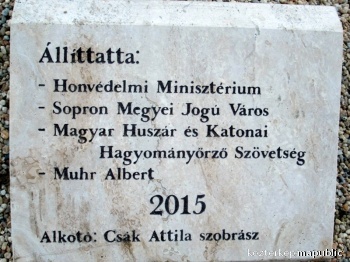 Állíttatta:
- Honvédelmi Minisztérium
- Sopron Megyei Jogú Város
- Magyar Huszár és Katonai
Hagyományőrző Szövetség
- Muhr Albert
2015
Alkotó: Csák Attila szobrász
kozterkep.mapublic